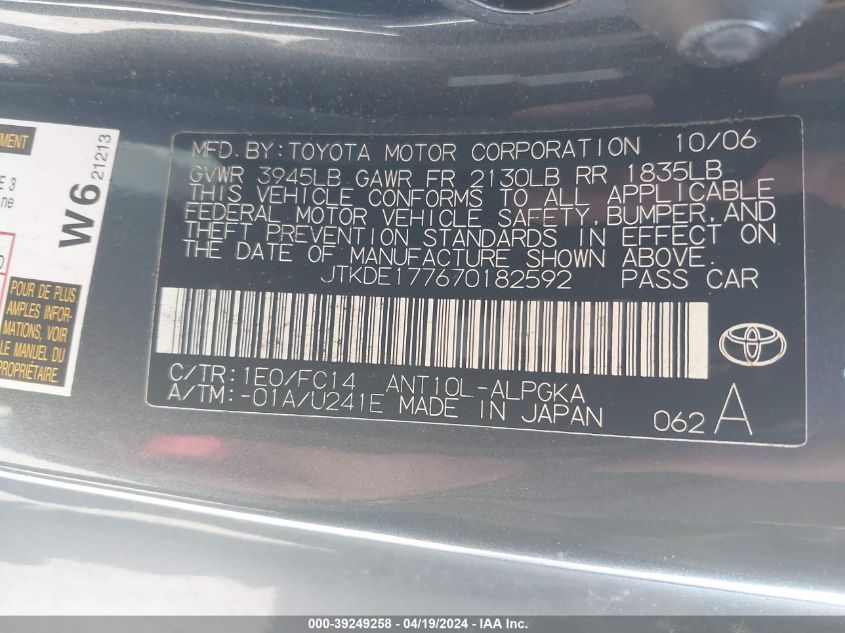 MENT
E 3
ne
W6 21213
POUR DE PLUS
AMPLES INFOR-
MATIONS, VOIR
LE MANUEL DU
PROPRIÉTAIRE.
MFD. BY: TOYOTA MOTOR CORPORATION 10/06
GVWR 3945LB GAWR FR 2130LB RR 1835LB
THIS VEHICLE CONFORMS TO ALL APPLICABLE
FEDERAL MOTOR VEHICLE SAFETY, BUMPER, AND
THEFT PREVENTION STANDARDS IN EFFECT ON
THE DATE OF MANUFACTURE SHOWN ABOVE.
JTKDE177670182592 PASS CAR
C/TR: 1E0/FC14 ANT10L-ALPGKA
A/TM: -01A/U241E MADE IN JAPAN 062 A
000-39249258 - 04/19/2024 - IAA Inc.